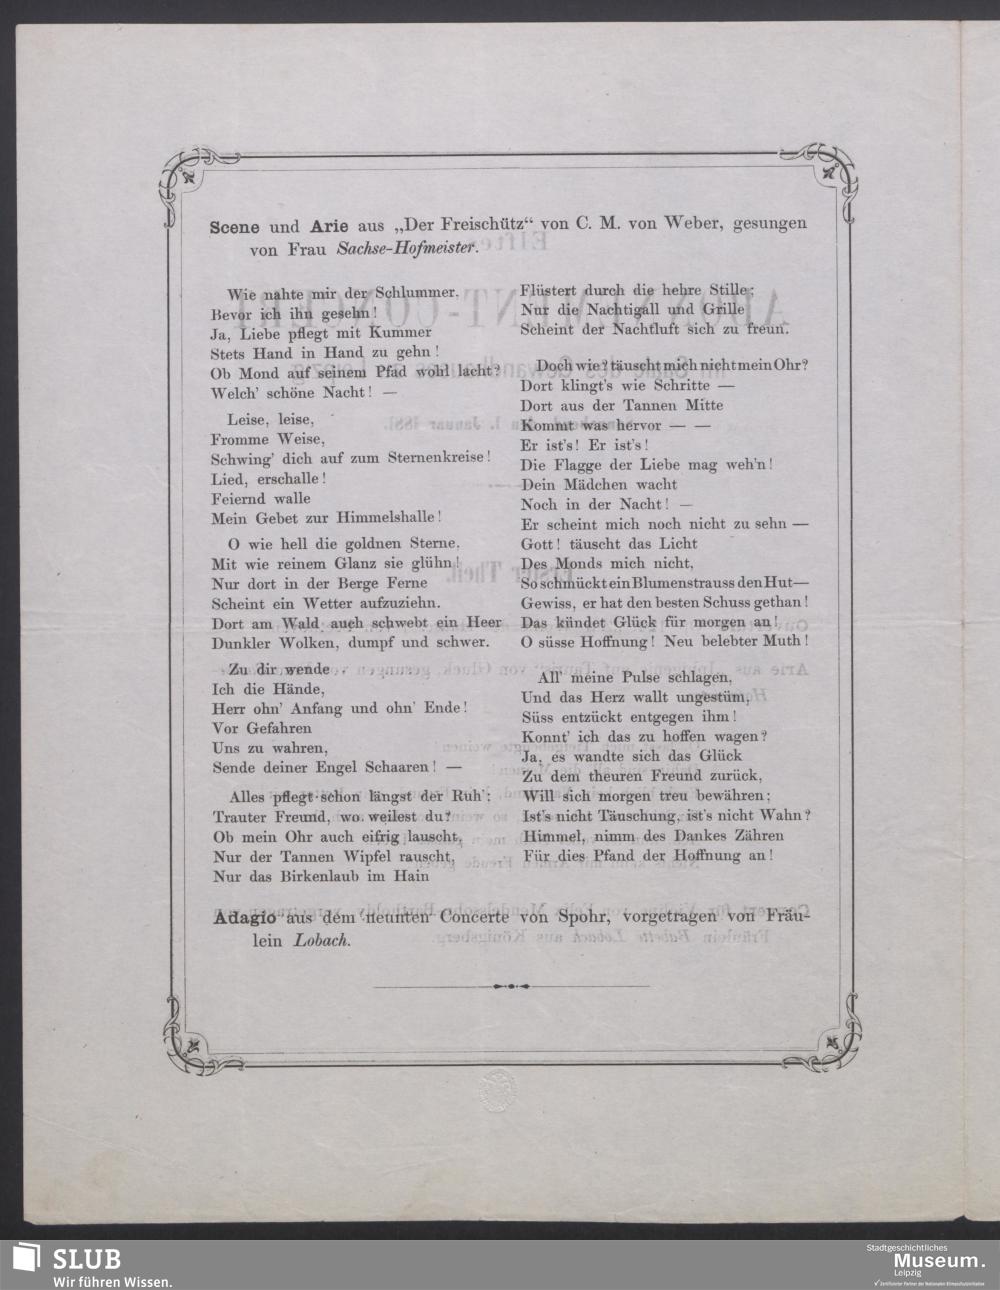 Scene und Arie aus „Der Freischütz“ von C. M. von Weber, gesungen
von Frau Sachse-Hofmeister.
Wie nahte mir der Schlummer,
Bevor ich ihn gesehn!
Ja, Liebe pflegt mit Kummer
Stets Hand in Hand zu gehn!
Ob Mond auf seinem Pfad wohl lacht?
Welch' schöne Nacht! —
Leise, leise,
Fromme Weise,
Schwing' dich auf zum Sternenkreise!
Lied, erschalle!
Feiernd walle
Mein Gebet zur Himmelshalle!
O wie hell die goldnen Sterne,
Mit wie reinem Glanz sie glühn!
Nur dort in der Berge Ferne
Scheint ein Wetter aufzuziehn.
Dort am Wald auch schwebt ein Heer
Dunkler Wolken, dumpf und schwer.
Zu dir wende
Ich die Hände,
Herr ohn' Anfang und ohn' Ende!
Vor Gefahren
Uns zu wahren,
Sende deiner Engel Schaaren! —
Alles pflegt schon längst der Ruh':
Trauter Freund, wo weilest du?
Ob mein Ohr auch eifrig lauscht,
Nur der Tannen Wipfel rauscht,
Nur das Birkenlaub im Hain
Flüstert durch die hehre Stille;
Nur die Nachtigall und Grille
Scheint der Nachtluft sich zu freun.
Doch wie? täuscht mich nicht mein Ohr?
Dort klingt's wie Schritte —
Dort aus der Tannen Mitte
Kommt was hervor — —
Er ist's! Er ist's!
Die Flagge der Liebe mag weh'n!
Dein Mädchen wacht
Noch in der Nacht! —
Er scheint mich noch nicht zu sehn —
Gott! täuscht das Licht
Des Monds mich nicht,
So schmückt ein Blumenstrauss den Hut—
Gewiss, er hat den besten Schuss gethan!
Das kündet Glück für morgen an!
O süsse Hoffnung! Neu belebter Muth!
All' meine Pulse schlagen,
Und das Herz wallt ungestüm,
Süss entzückt entgegen ihm!
Konnt' ich das zu hoffen wagen?
Ja, es wandte sich das Glück
Zu dem theuren Freund zurück,
Will sich morgen treu bewähren;
Ist's nicht Täuschung, ist's nicht Wahn?
Himmel, nimm des Dankes Zähren
Für dies Pfand der Hoffnung an!
Adagio aus dem neunten Concerte von Spohr, vorgetragen von Fräu-
lein Lobach.
SLUB
Wir führen Wissen.
Stadtgeschichtliches
Museum.
Leipzig
Zertifizierter Partner der Nationalen Klimaschutzinitiative